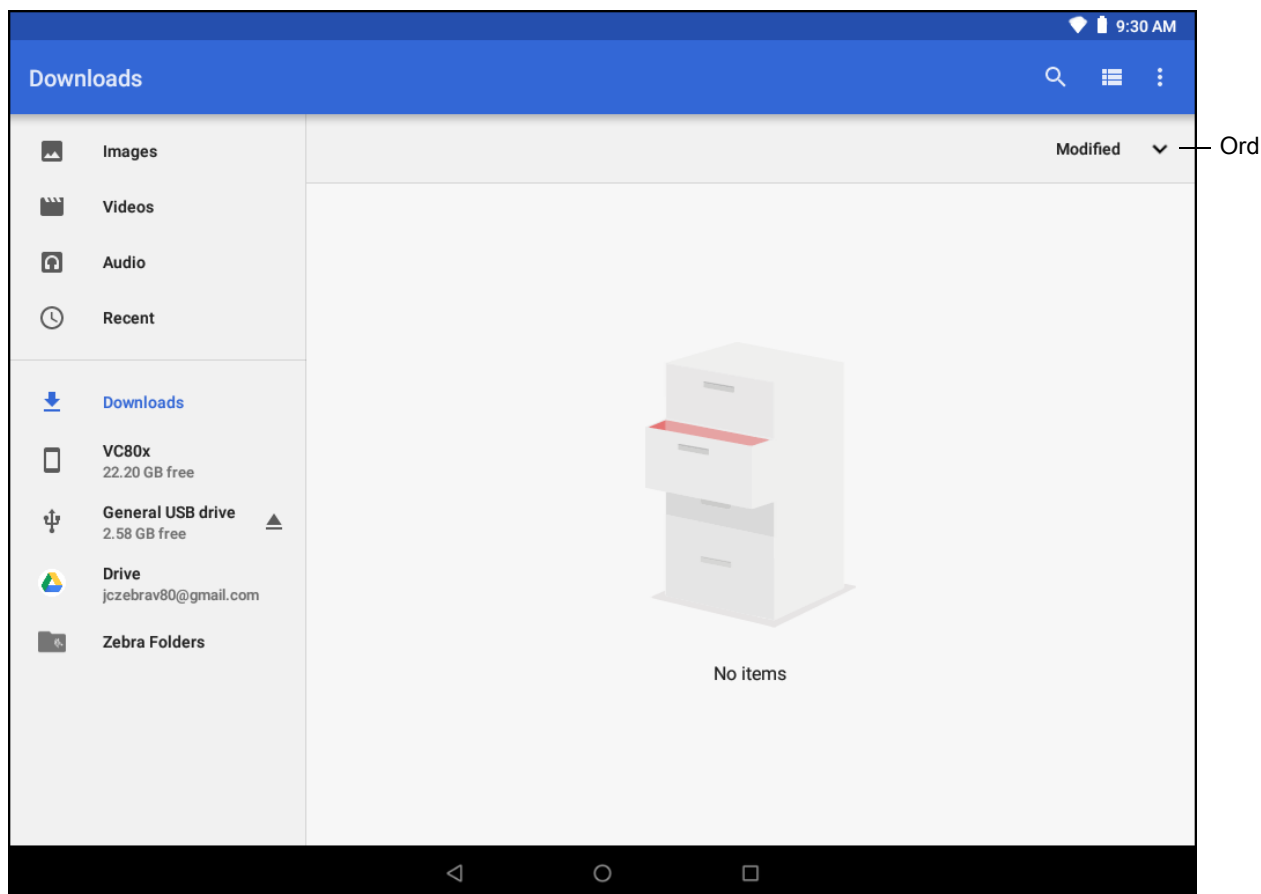 9:30 AM
Downloads
Images
Modified
Ord
Videos
Audio
Recent
Downloads
VC80x
22.20 GB free
General USB drive
2.58 GB free
Drive
jczebrav80@gmail.com
Zebra Folders
No items